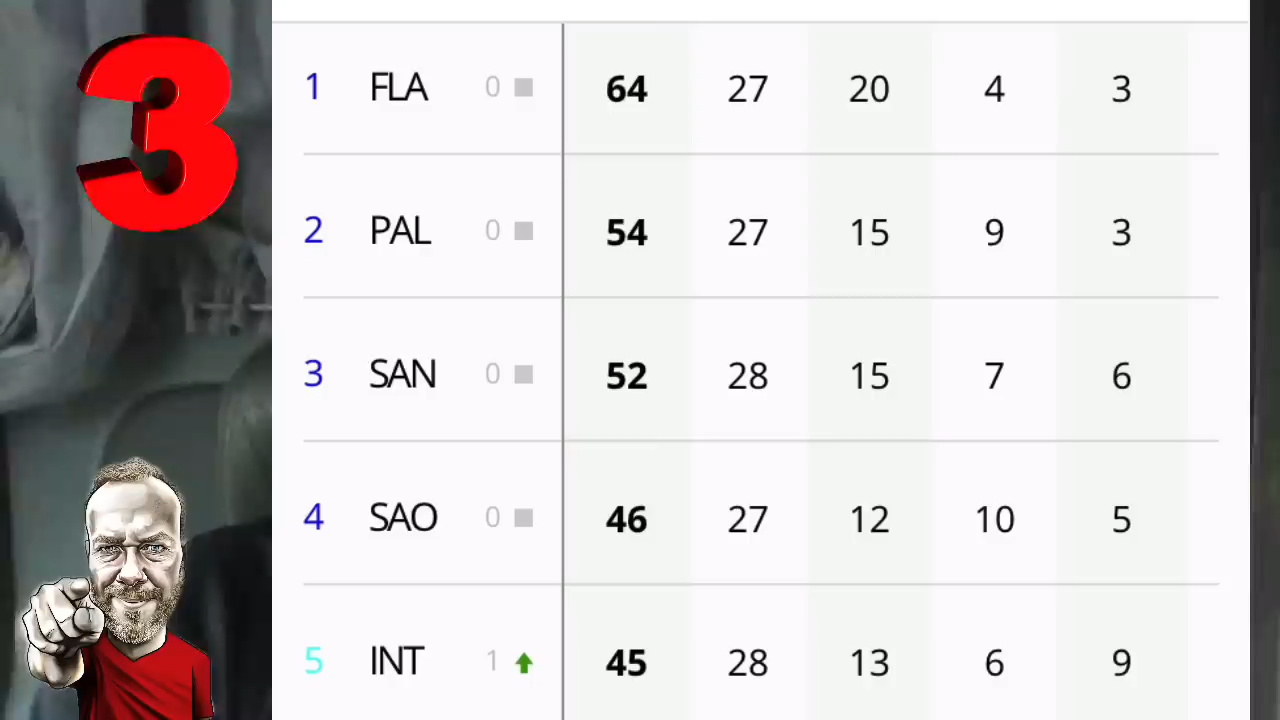 3
1 FLA 0 64 27 20 4 3
2 PAL 0 54 27 15 9 3
3 SAN 0 52 28 15 7 6
4 SAO 0 46 27 12 10 5
5 INT 1 45 28 13 6 9